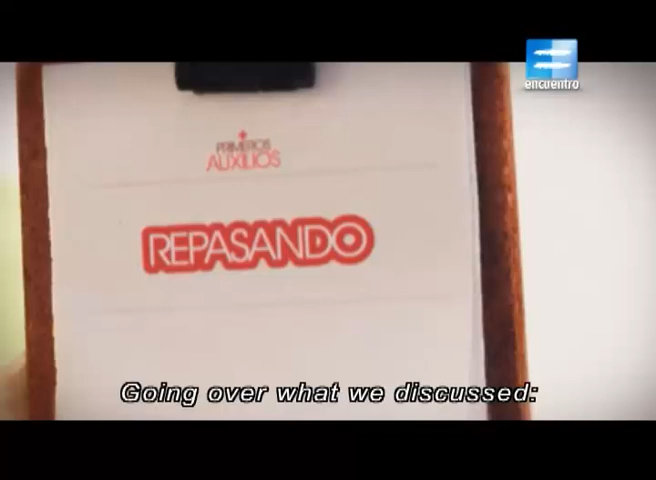 encuentro
PRIMEROS
AUXILIOS
REPASANDO
Going over what we discussed: